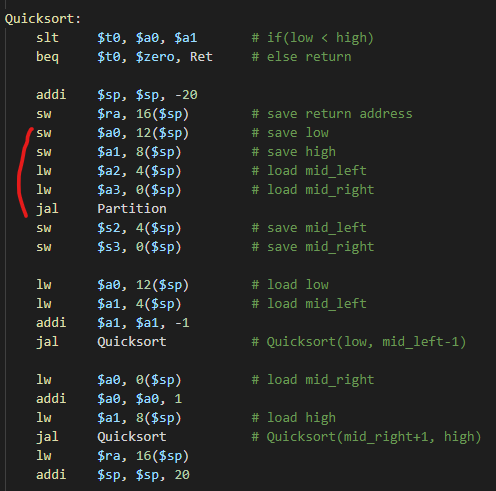 Quicksort:
slt $t0, $a0, $a1 # if(low < high)
beq $t0, $zero, Ret # else return
addi $sp, $sp, -20
sw $ra, 16($sp) # save return address
sw $a0, 12($sp) # save low
sw $a1, 8($sp) # save high
lw $a2, 4($sp) # load mid_left
lw $a3, 0($sp) # load mid_right
jal Partition
sw $s2, 4($sp) # save mid_left
sw $s3, 0($sp) # save mid_right
lw $a0, 12($sp) # load low
lw $a1, 4($sp) # load mid_left
addi $a1, $a1, -1
jal Quicksort # Quicksort(low, mid_left-1)
lw $a0, 0($sp) # load mid_right
addi $a0, $a0, 1
lw $a1, 8($sp) # load high
jal Quicksort # Quicksort(mid_right+1, high)
lw $ra, 16($sp)
addi $sp, $sp, 20